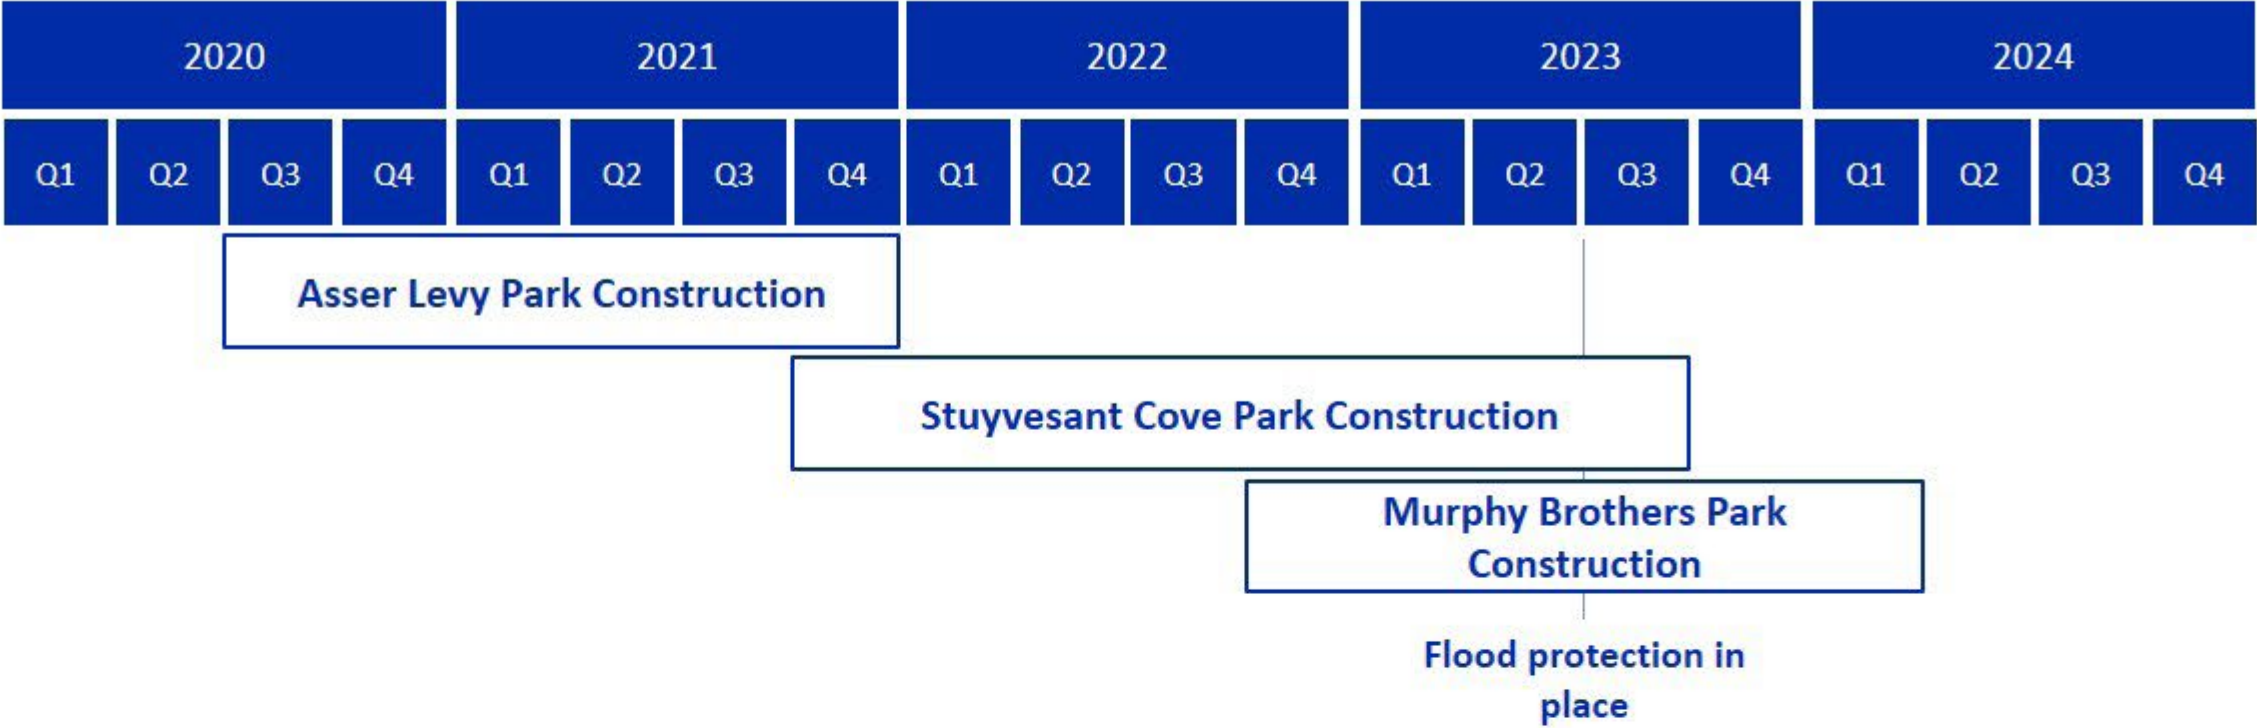 2020 2021 2022 2023 2024
Q1 Q2 Q3 Q4 Q1 Q2 Q3 Q4 Q1 Q2 Q3 Q4 Q1 Q2 Q3 Q4 Q1 Q2 Q3 Q4
Asser Levy Park Construction
Stuyvesant Cove Park Construction
Murphy Brothers Park
Construction
Flood protection in
place